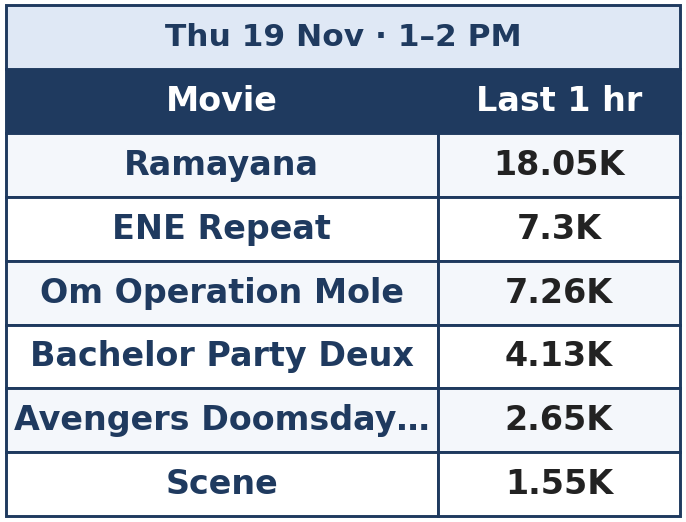 Thu 19 Nov · 1–2 PM
Movie Last 1 hr
Ramayana 18.05K
ENE Repeat 7.3K
Om Operation Mole 7.26K
Bachelor Party Deux 4.13K
Avengers Doomsday… 2.65K
Scene 1.55K